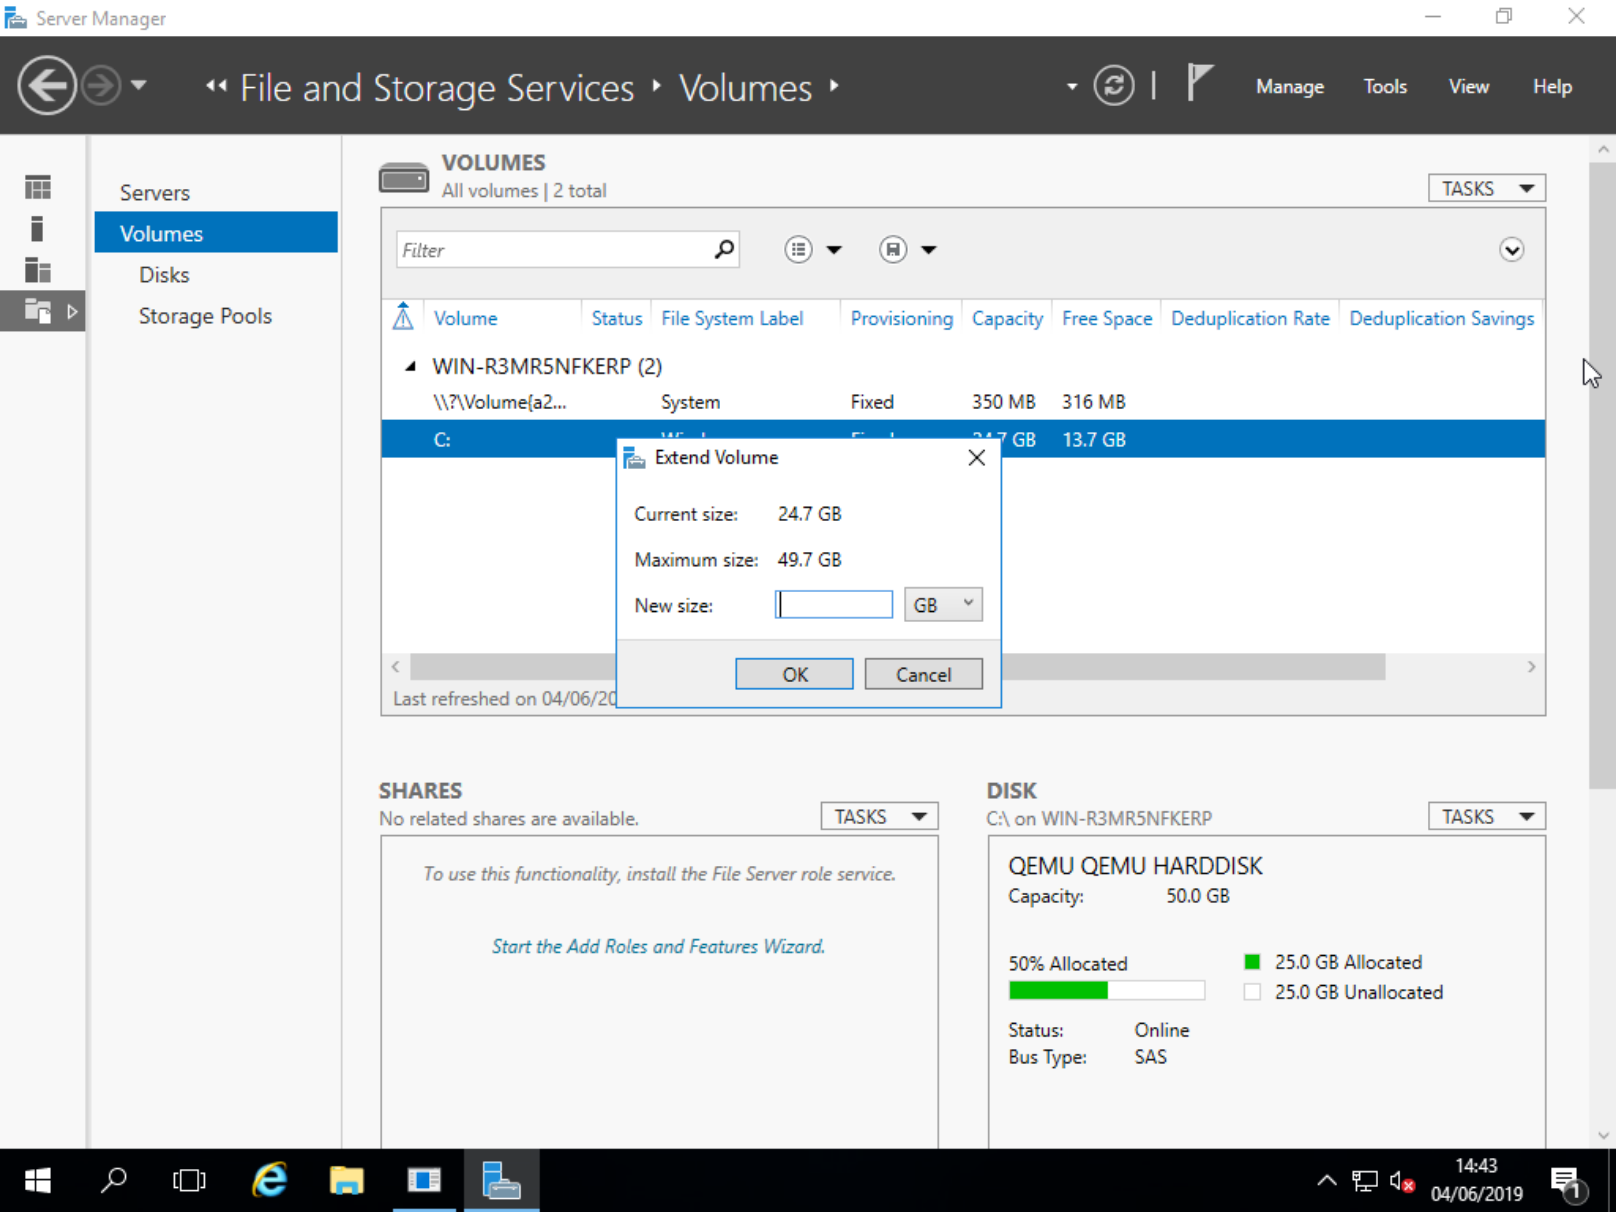 Server Manager
File and Storage Services Volumes
Manage Tools View Help
Servers
Volumes
Disks
Storage Pools
VOLUMES
All volumes | 2 total
TASKS
Filter
Volume Status File System Label Provisioning Capacity Free Space Deduplication Rate Deduplication Savings
WIN-R3MR5NFKERP (2)
\\?\Volume{a2... System Fixed 350 MB 316 MB
C: 24.7 GB 13.7 GB
Extend Volume
Current size: 24.7 GB
Maximum size: 49.7 GB
New size: GB
OK Cancel
Last refreshed on 04/06/20
SHARES
No related shares are available.
TASKS
To use this functionality, install the File Server role service.
Start the Add Roles and Features Wizard.
DISK
C:\ on WIN-R3MR5NFKERP
TASKS
QEMU QEMU HARDDISK
Capacity: 50.0 GB
50% Allocated
25.0 GB Allocated
25.0 GB Unallocated
Status: Online
Bus Type: SAS
14:43
04/06/2019
1